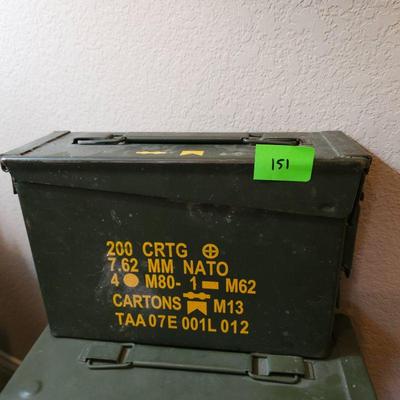 151
200 CRTG ⊕
7.62 MM NATO
4 ● M80- 1 ▬ M62
CARTONS M13
TAA 07E 001L 012